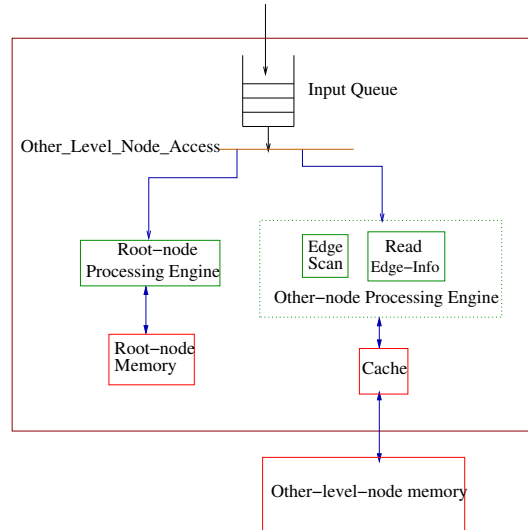 Input Queue
Other_Level_Node_Access
Root-node
Processing Engine
Edge
Scan
Read
Edge-Info
Other-node Processing Engine
Root-node
Memory
Cache
Other-level-node memory